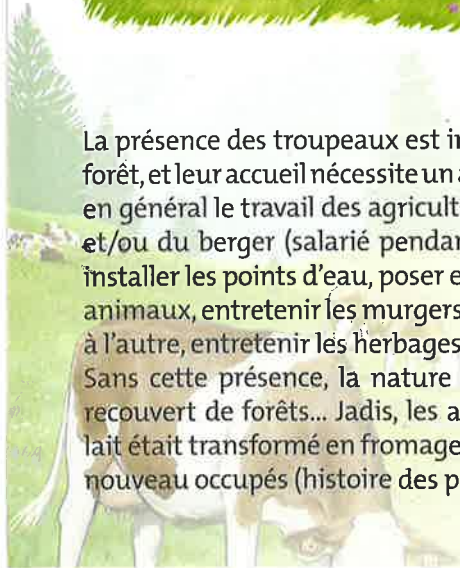 La présence des troupeaux est
forêt, et leur accueil nécessite un
en général le travail des agricult
et/ou du berger (salarié pendan
installer les points d'eau, poser e
animaux, entretenir les murgers
à l'autre, entretenir les herbages
Sans cette présence, la nature
recouvert de forêts... Jadis, les a
lait était transformé en fromage
nouveau occupés (histoire des p